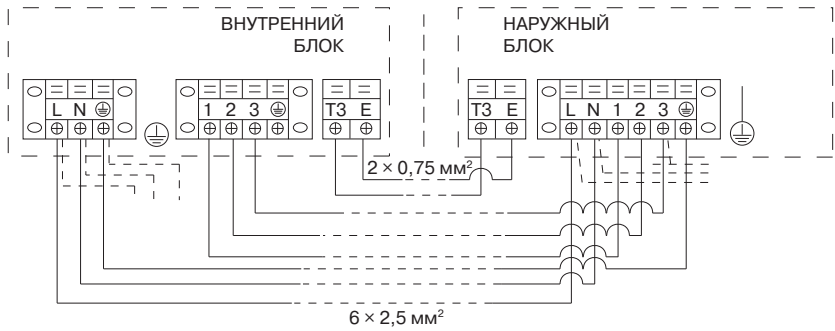 ВНУТРЕННИЙ
БЛОК
НАРУЖНЫЙ
БЛОК
L N
1 2 3
T3 E
T3 E
L N 1 2 3
2 × 0,75 мм²
6 × 2,5 мм²